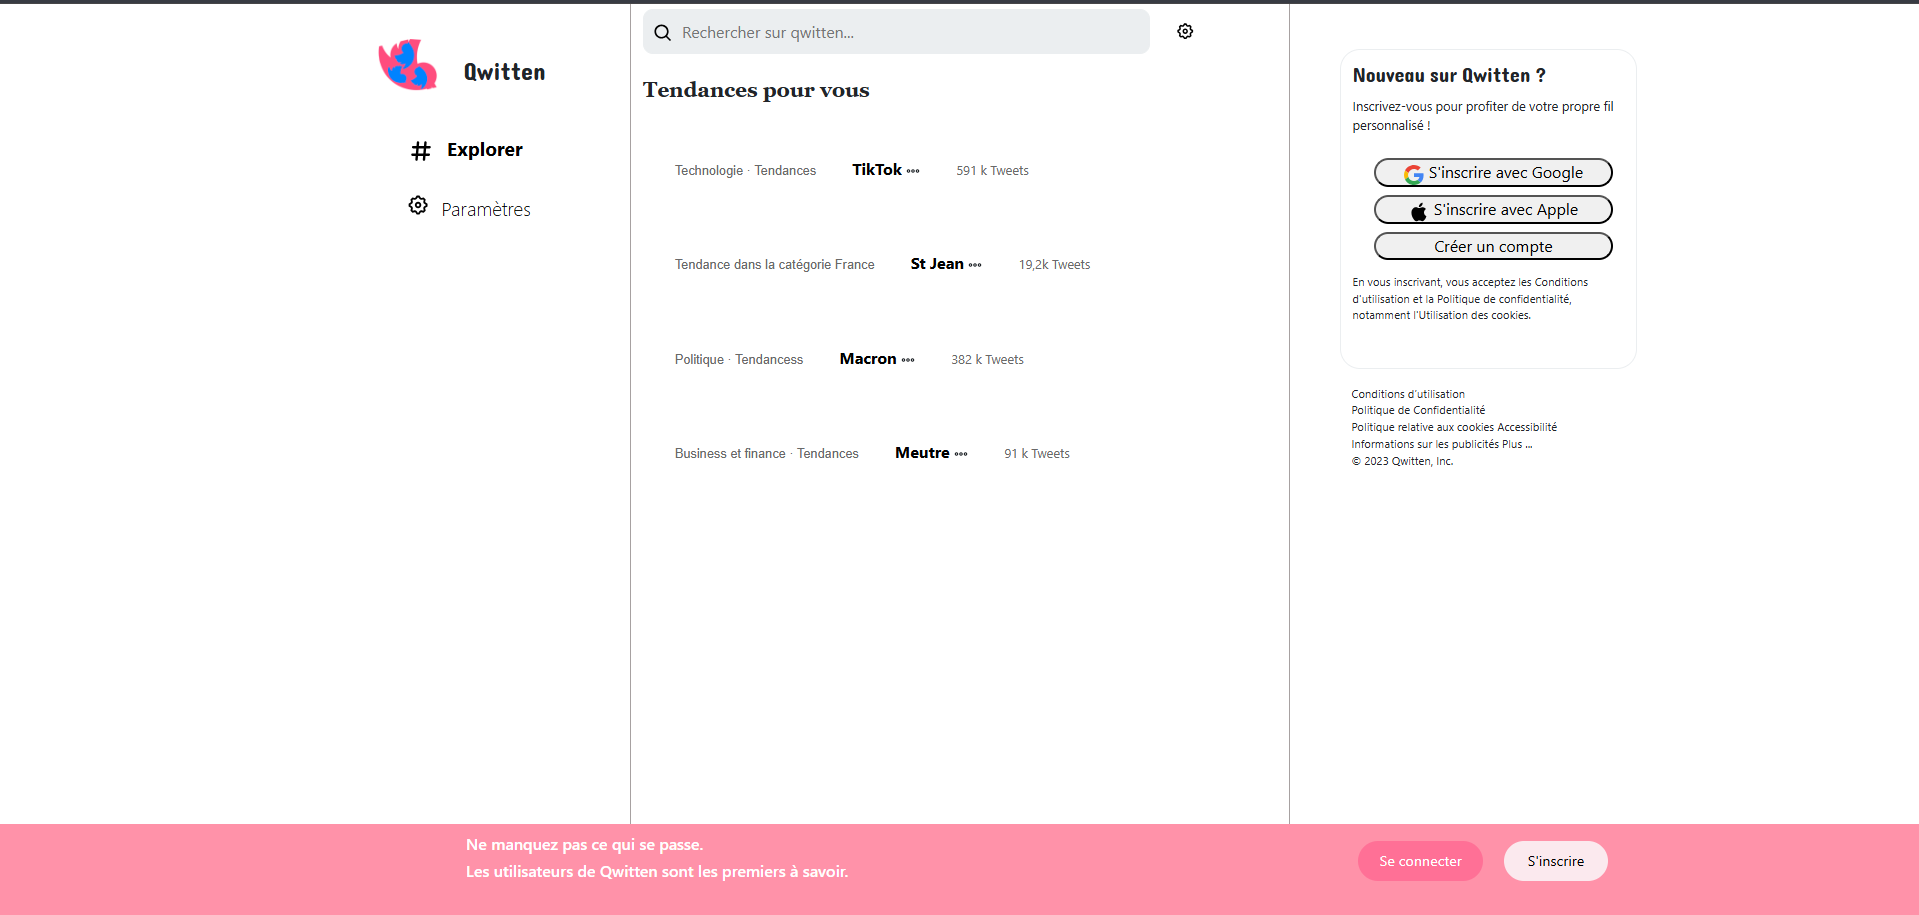 Qwitten
Explorer
Paramètres
Rechercher sur qwitten...
Tendances pour vous
Technologie · Tendances TikTok 591 k Tweets
Tendance dans la catégorie France St Jean 19,2k Tweets
Politique · Tendancess Macron 382 k Tweets
Business et finance · Tendances Meutre 91 k Tweets
Nouveau sur Qwitten ?
Inscrivez-vous pour profiter de votre propre fil
personnalisé !
S'inscrire avec Google
S'inscrire avec Apple
Créer un compte
En vous inscrivant, vous acceptez les Conditions
d'utilisation et la Politique de confidentialité,
notamment l'Utilisation des cookies.
Conditions d'utilisation
Politique de Confidentialité
Politique relative aux cookies Accessibilité
Informations sur les publicités Plus ...
© 2023 Qwitten, Inc.
Ne manquez pas ce qui se passe.
Les utilisateurs de Qwitten sont les premiers à savoir.
Se connecter
S'inscrire